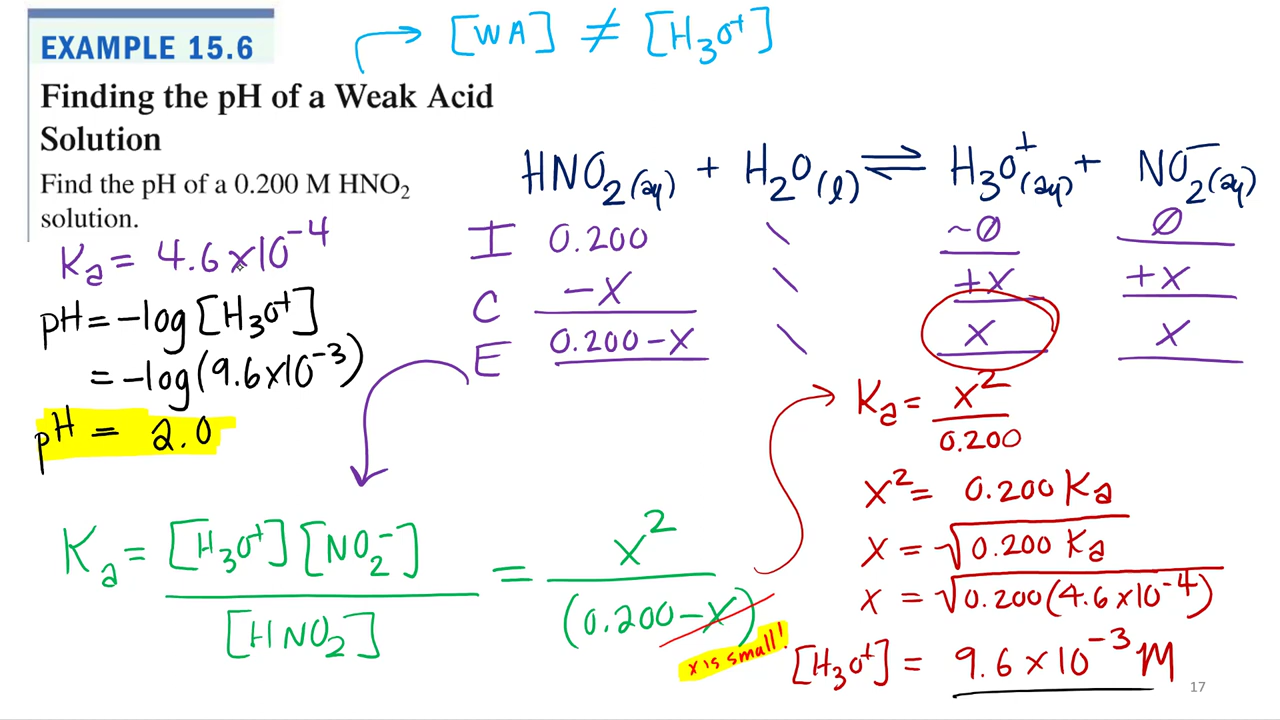 EXAMPLE 15.6
[WA] ≠ [H₃O⁺]
Finding the pH of a Weak Acid
Solution
Find the pH of a 0.200 M HNO₂
solution.
Ka = 4.6×10⁻⁴
pH = -log [H₃O⁺]
= -log(9.6×10⁻³)
pH = 2.0
HNO₂(aq) + H₂O(l) ⇌ H₃O⁺(aq) + NO₂⁻(aq)
I 0.200 \ ~∅ ∅
C -x \ +x +x
E 0.200-x \ x x
Ka = [H₃O⁺][NO₂⁻] / [HNO₂] = x² / (0.200-x)
x is small!
Ka = x² / 0.200
x² = 0.200 Ka
x = √0.200 Ka
x = √0.200(4.6×10⁻⁴)
[H₃O⁺] = 9.6×10⁻³ M
17